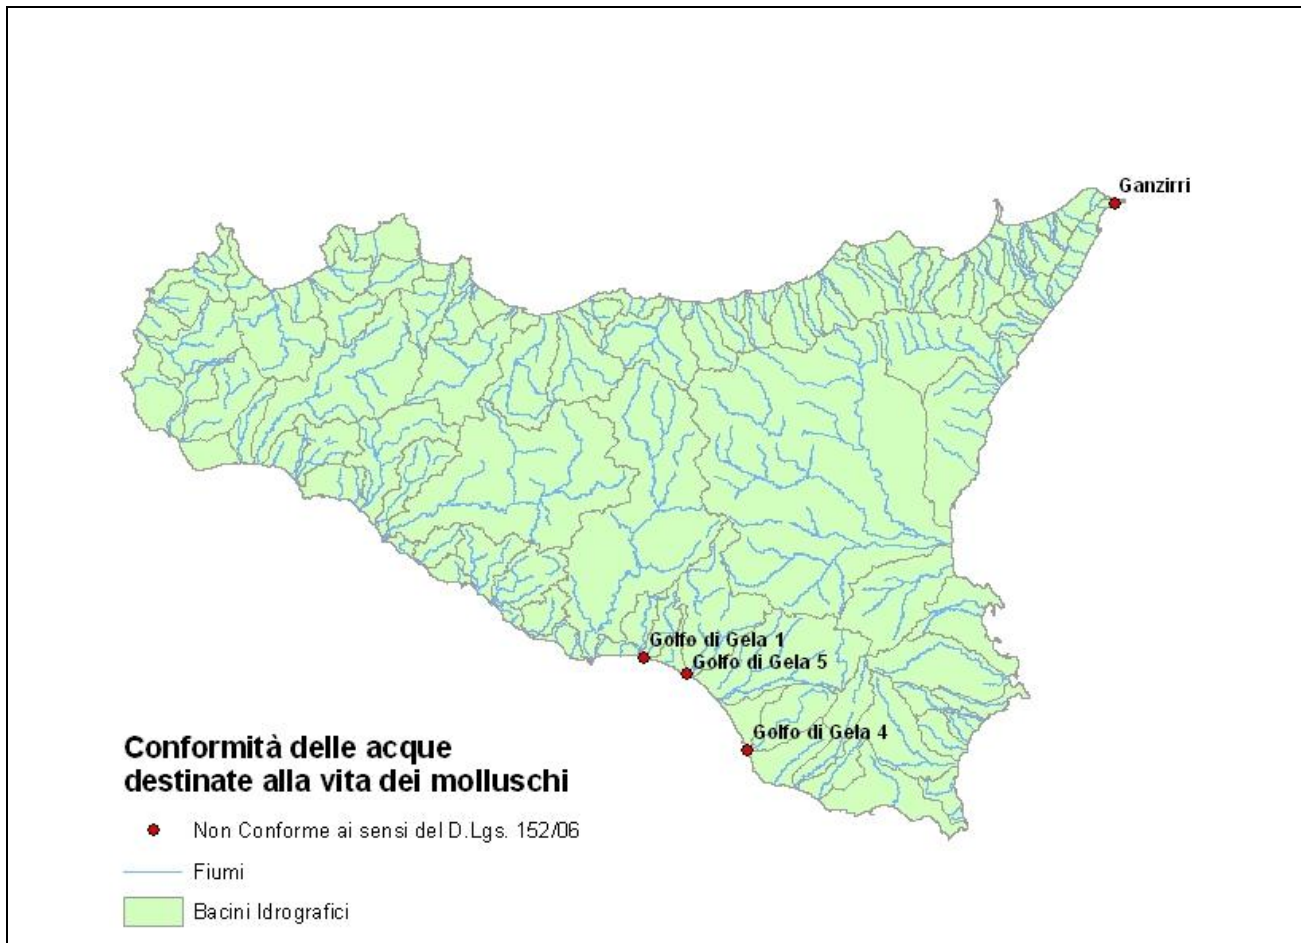 Ganzirri
Golfo di Gela 1
Golfo di Gela 5
Golfo di Gela 4
Conformità delle acque
destinate alla vita dei molluschi
Non Conforme ai sensi del D.Lgs. 152/06
Fiumi
Bacini Idrografici